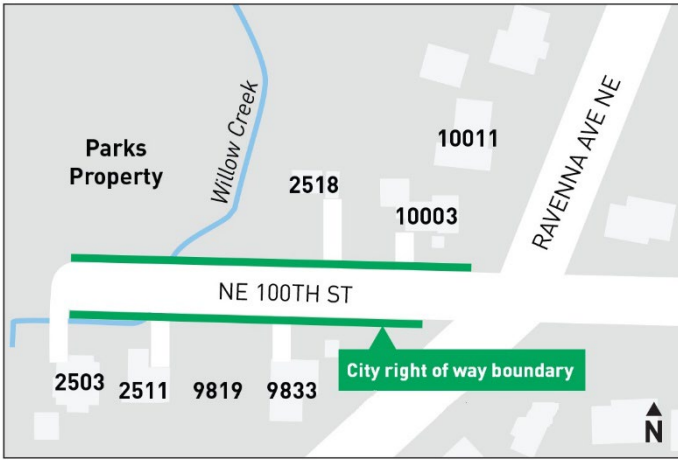 Parks
Property
Willow Creek
10011
RAVENNA AVE NE
2518
10003
NE 100TH ST
City right of way boundary
2503
2511
9819
9833
N